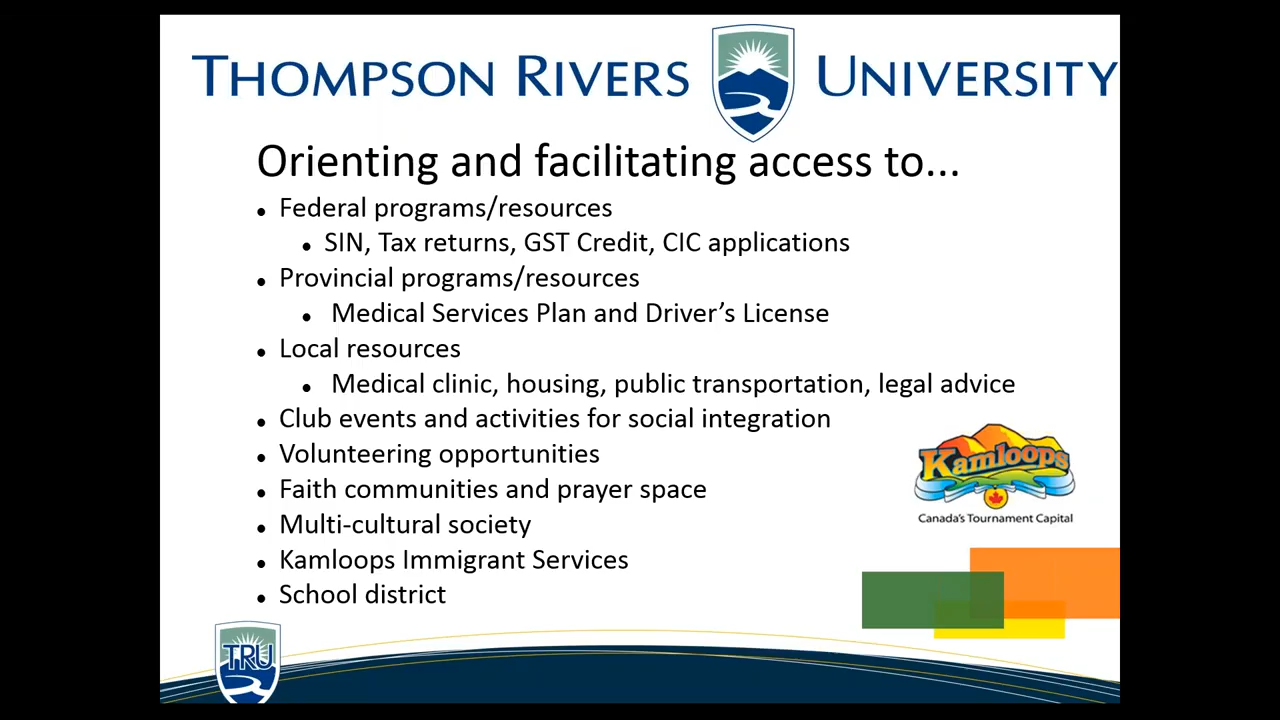 THOMPSON RIVERS UNIVERSITY
Orienting and facilitating access to...
• Federal programs/resources
• SIN, Tax returns, GST Credit, CIC applications
• Provincial programs/resources
• Medical Services Plan and Driver’s License
• Local resources
• Medical clinic, housing, public transportation, legal advice
• Club events and activities for social integration
• Volunteering opportunities
• Faith communities and prayer space
• Multi-cultural society
• Kamloops Immigrant Services
• School district
Kamloops
Canada's Tournament Capital
TRU